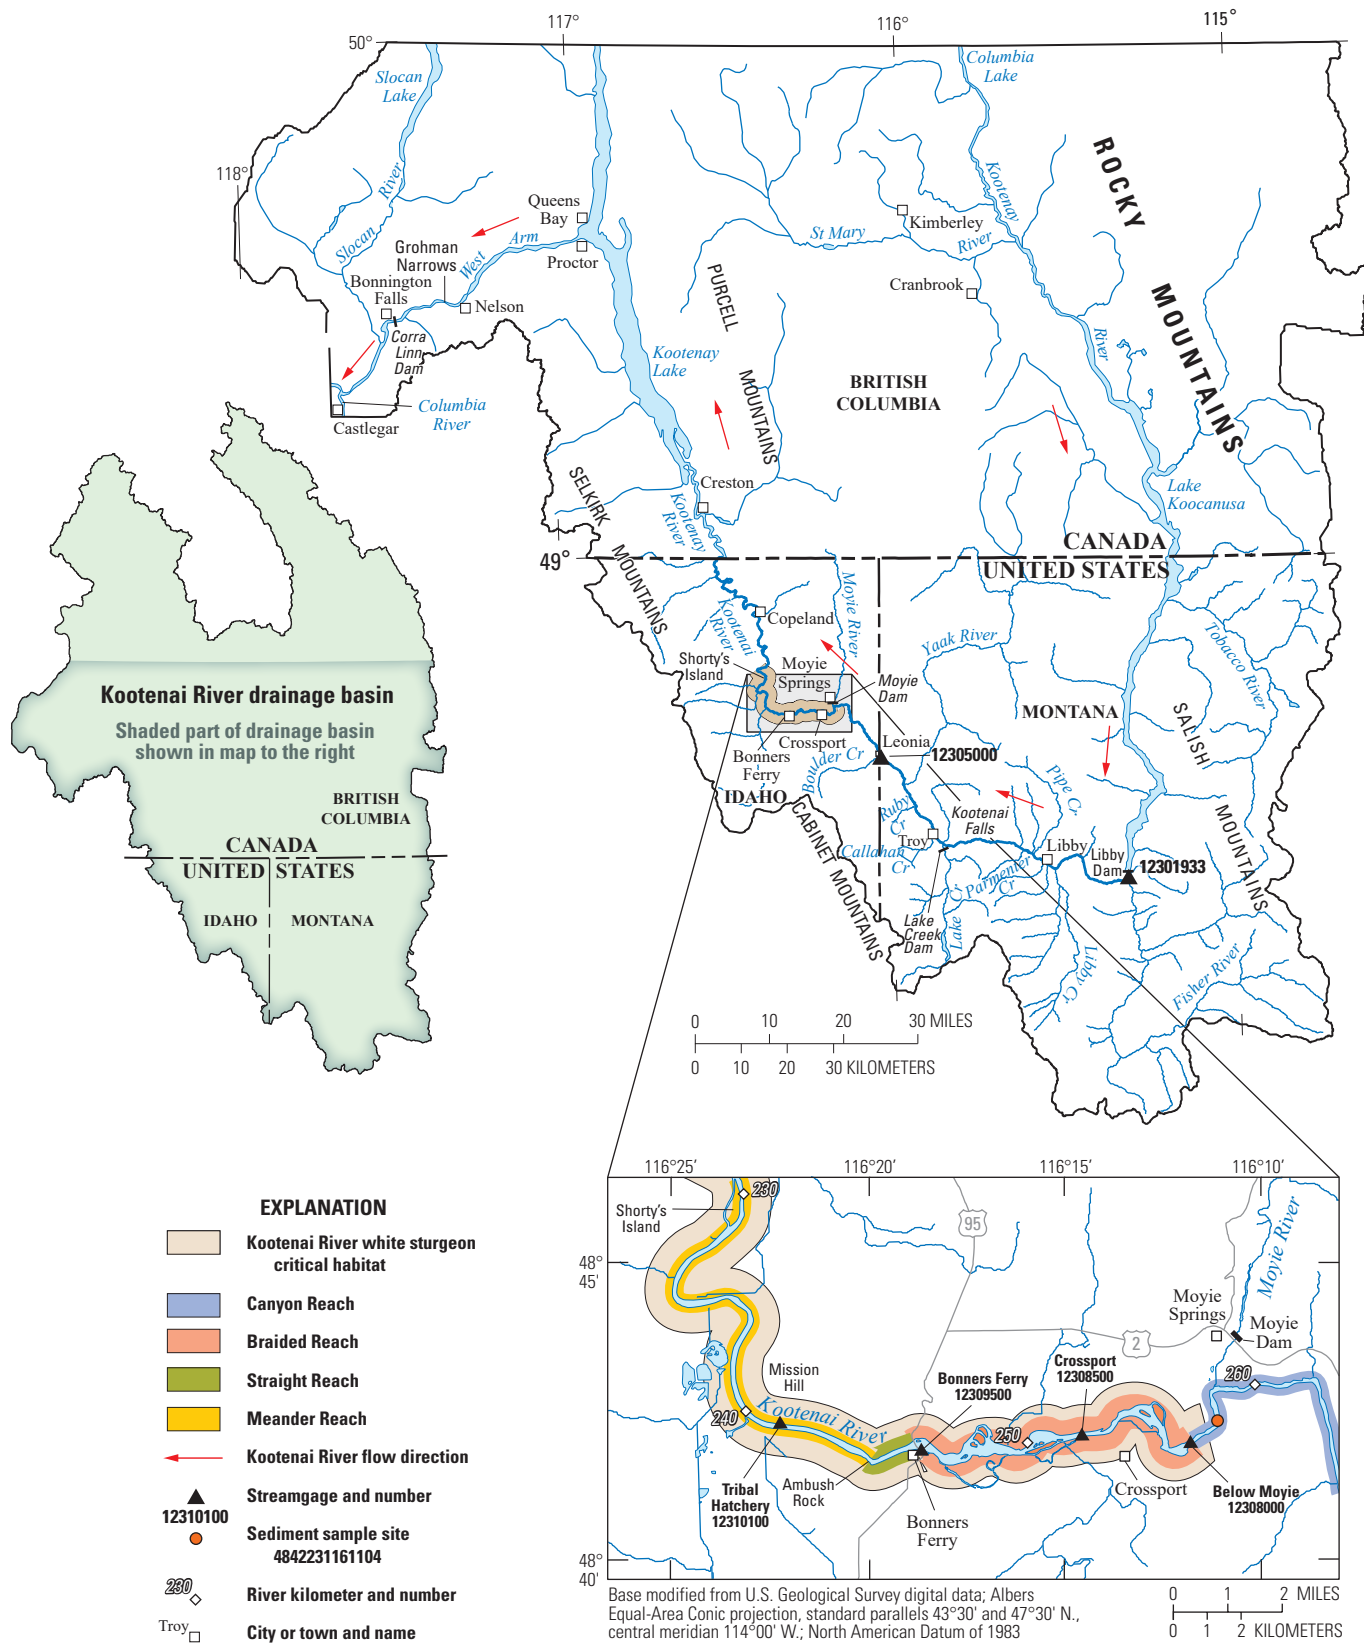 117°
116°
115°
50°
118°
Slocan
Lake
Columbia
Lake
ROCKY
MOUNTAINS
Slocan
River
Queens
Bay
West
Arm
Proctor
Grohman
Narrows
Bonnington
Falls
Nelson
Corra
Linn
Dam
Columbia
River
Castlegar
Kootenay
Lake
PURCELL
MOUNTAINS
Kimberley
St Mary
River
Cranbrook
Kootenay
River
BRITISH
COLUMBIA
Lake
Koocanusa
Creston
Kootenay
River
SELKIRK
MOUNTAINS
49°
CANADA
UNITED STATES
Kootenai
River
Copeland
Moyie River
Shorty's
Island
Moyie
Springs
Moyie
Dam
Crossport
Bonners
Ferry
IDAHO
Boulder Cr
Leonia
12305000
Yaak River
MONTANA
Tobacco River
SALISH
MOUNTAINS
Pipe Cr
Kootenai
Falls
Ruby
Cr
Troy
Callahan
Cr
CABINET MOUNTAINS
Libby
Libby
Dam
12301933
Parmenter
Cr
Lake Cr
Lake
Creek
Dam
Libby Cr
Fisher River
0 10 20 30 MILES
0 10 20 30 KILOMETERS
Kootenai River drainage basin
Shaded part of drainage basin
shown in map to the right
BRITISH
COLUMBIA
CANADA
UNITED STATES
IDAHO
MONTANA
EXPLANATION
Kootenai River white sturgeon
critical habitat
Canyon Reach
Braided Reach
Straight Reach
Meander Reach
Kootenai River flow direction
Streamgage and number
12310100
Sediment sample site
4842231161104
230
River kilometer and number
Troy
City or town and name
116°25'
116°20'
116°15'
116°10'
48°
45'
48°
40'
230
Shorty's
Island
95
Moyie River
Moyie
Springs
Moyie
Dam
2
Mission
Hill
Kootenai River
240
Bonners Ferry
12309500
Crossport
12308500
250
260
Tribal
Hatchery
12310100
Ambush
Rock
Bonners
Ferry
Crossport
Below Moyie
12308000
Base modified from U.S. Geological Survey digital data; Albers
Equal-Area Conic projection, standard parallels 43°30' and 47°30' N.,
central meridian 114°00' W.; North American Datum of 1983
0 1 2 MILES
0 1 2 KILOMETERS